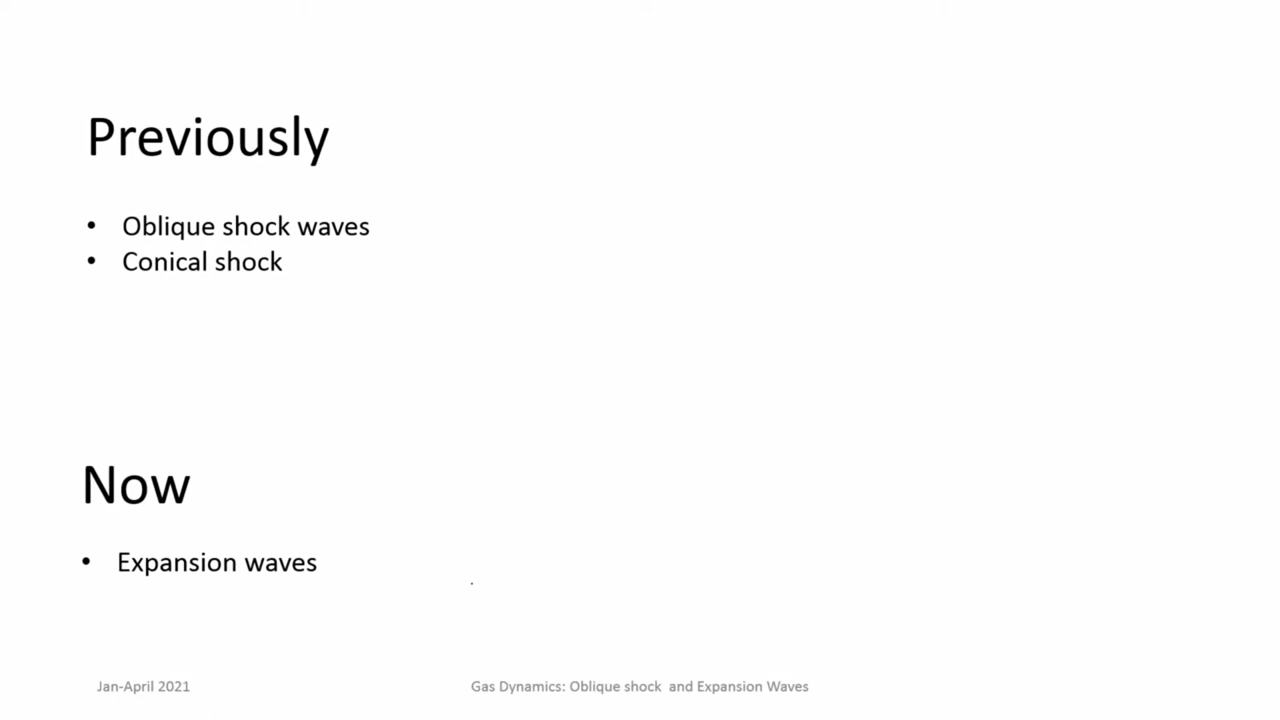 Previously
• Oblique shock waves
• Conical shock
Now
• Expansion waves
Jan-April 2021
Gas Dynamics: Oblique shock and Expansion Waves